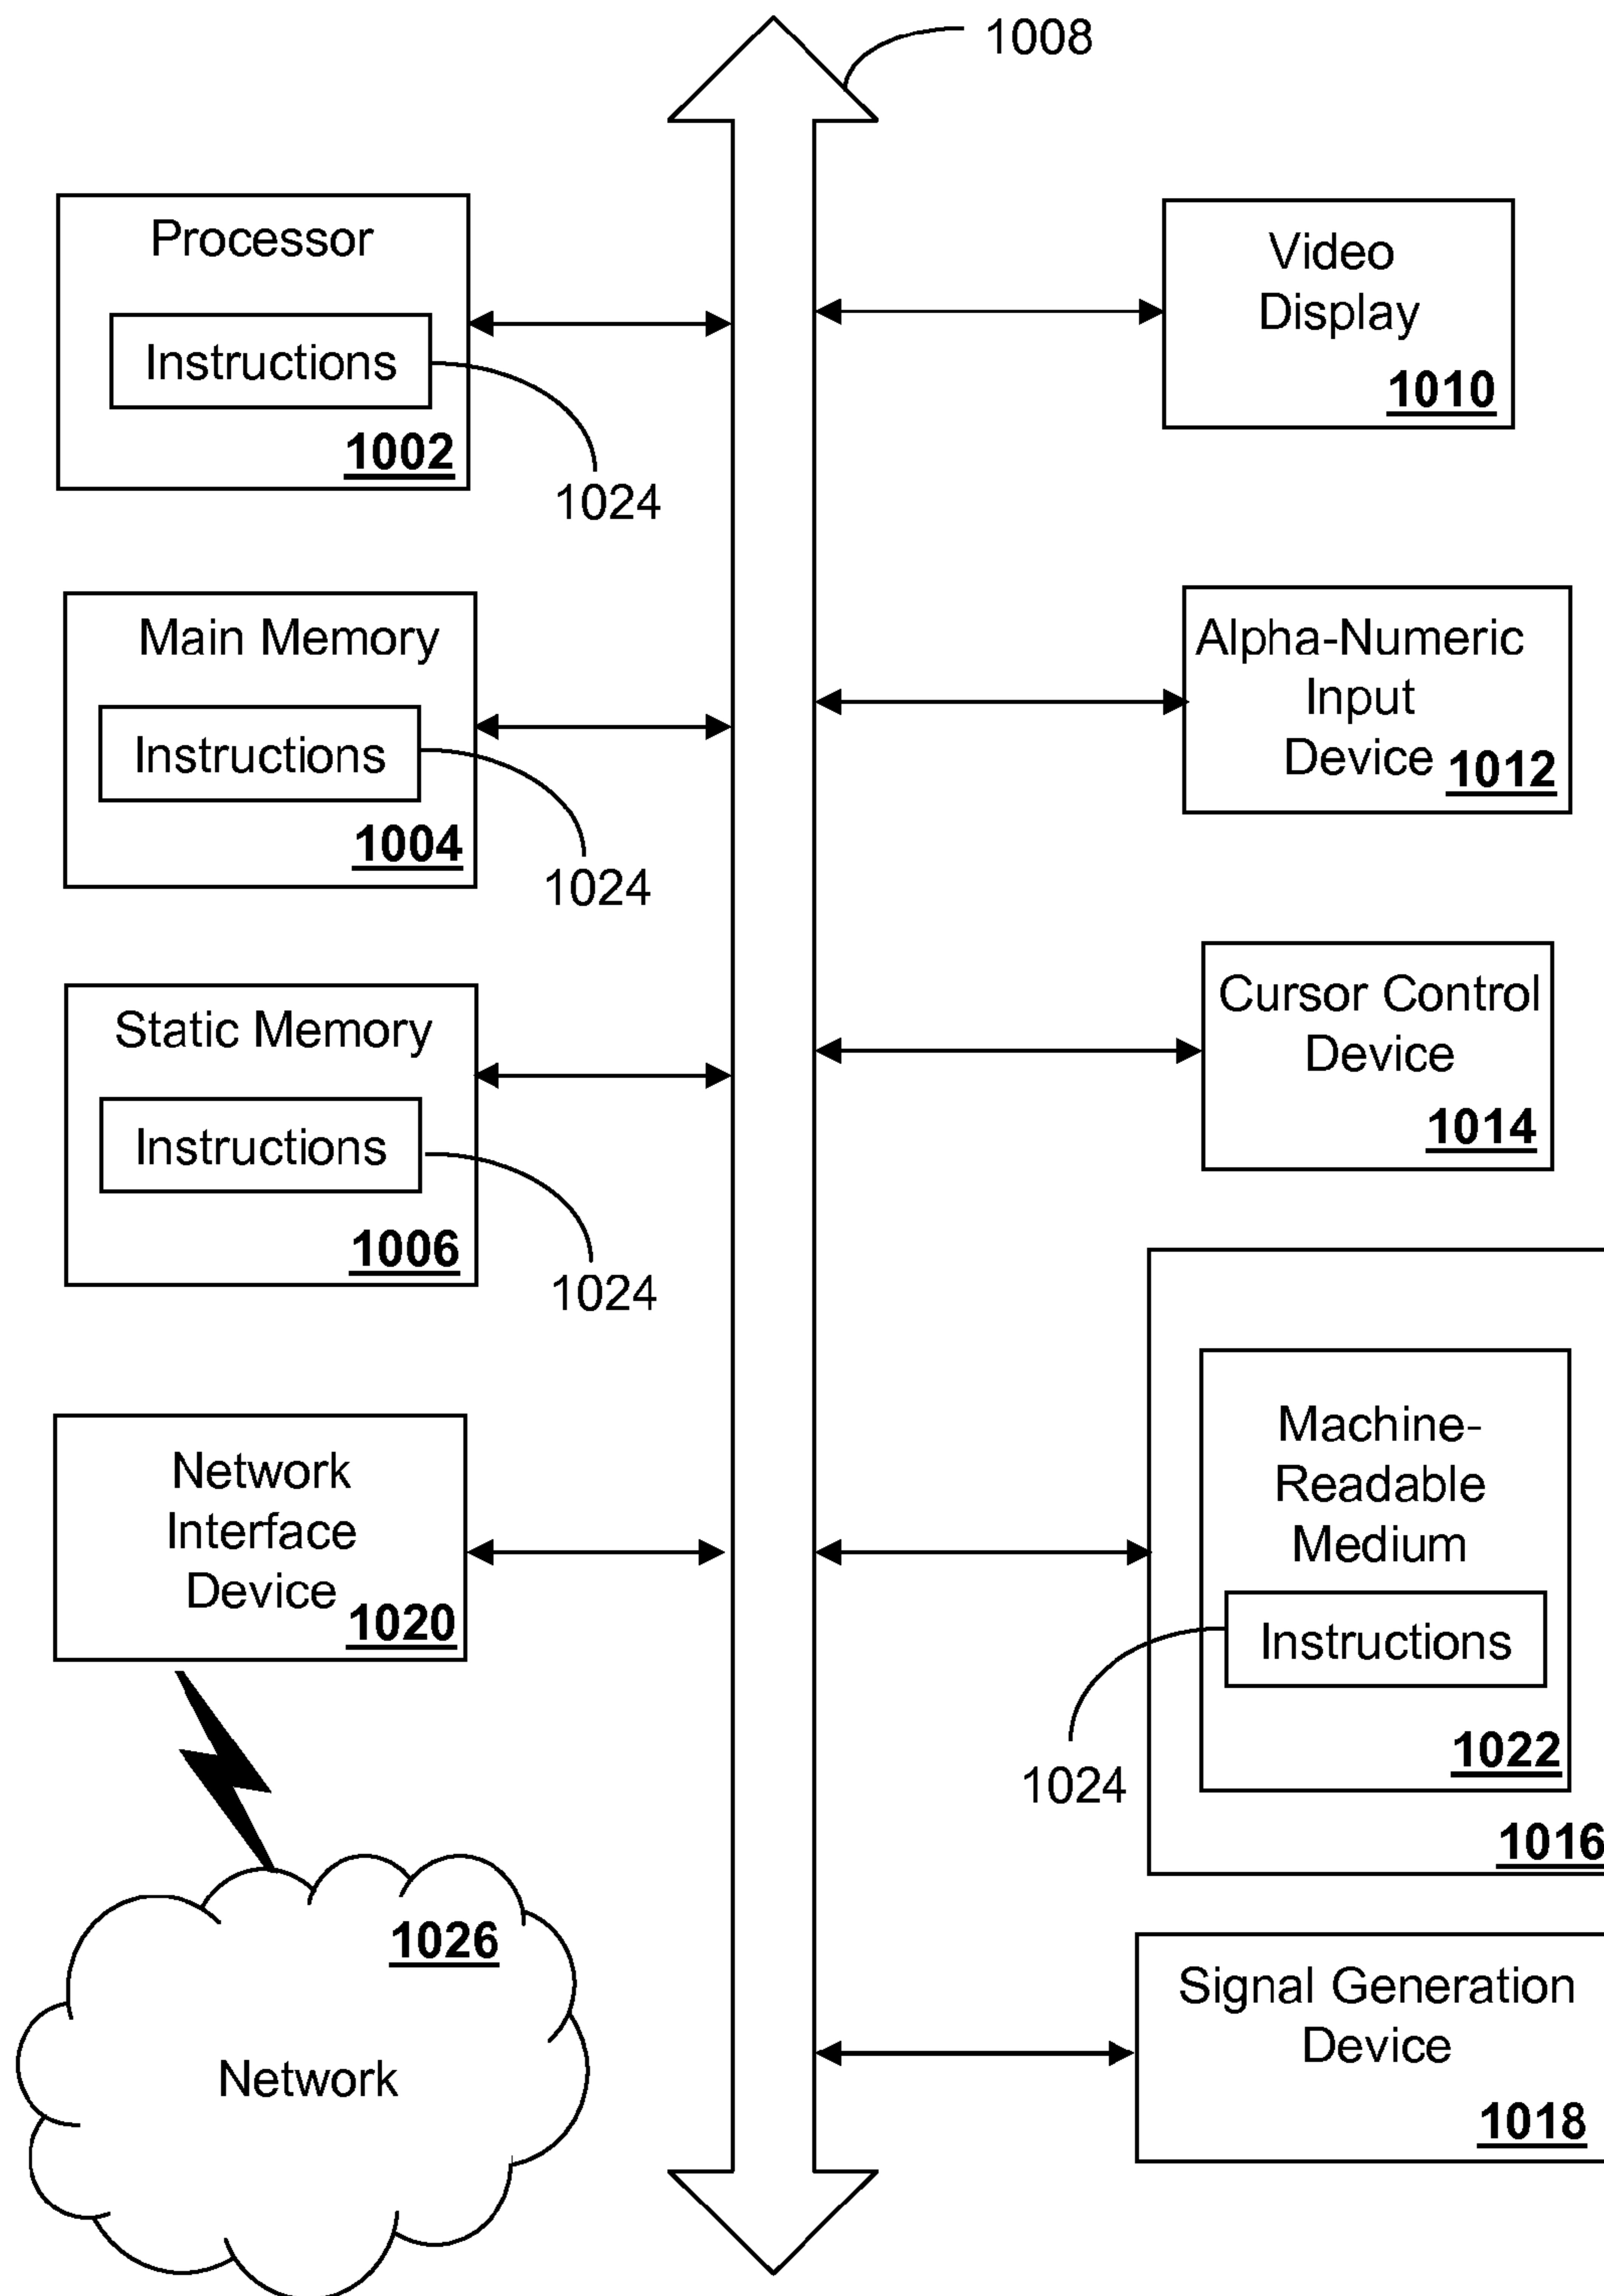 1008
Processor
Instructions
1002
1024
Main Memory
Instructions
1004
1024
Static Memory
Instructions
1006
1024
Network
Interface
Device
1020
1026
Network
Video
Display
1010
Alpha-Numeric
Input
Device
1012
Cursor Control
Device
1014
Machine-
Readable
Medium
Instructions
1022
1024
1016
Signal Generation
Device
1018